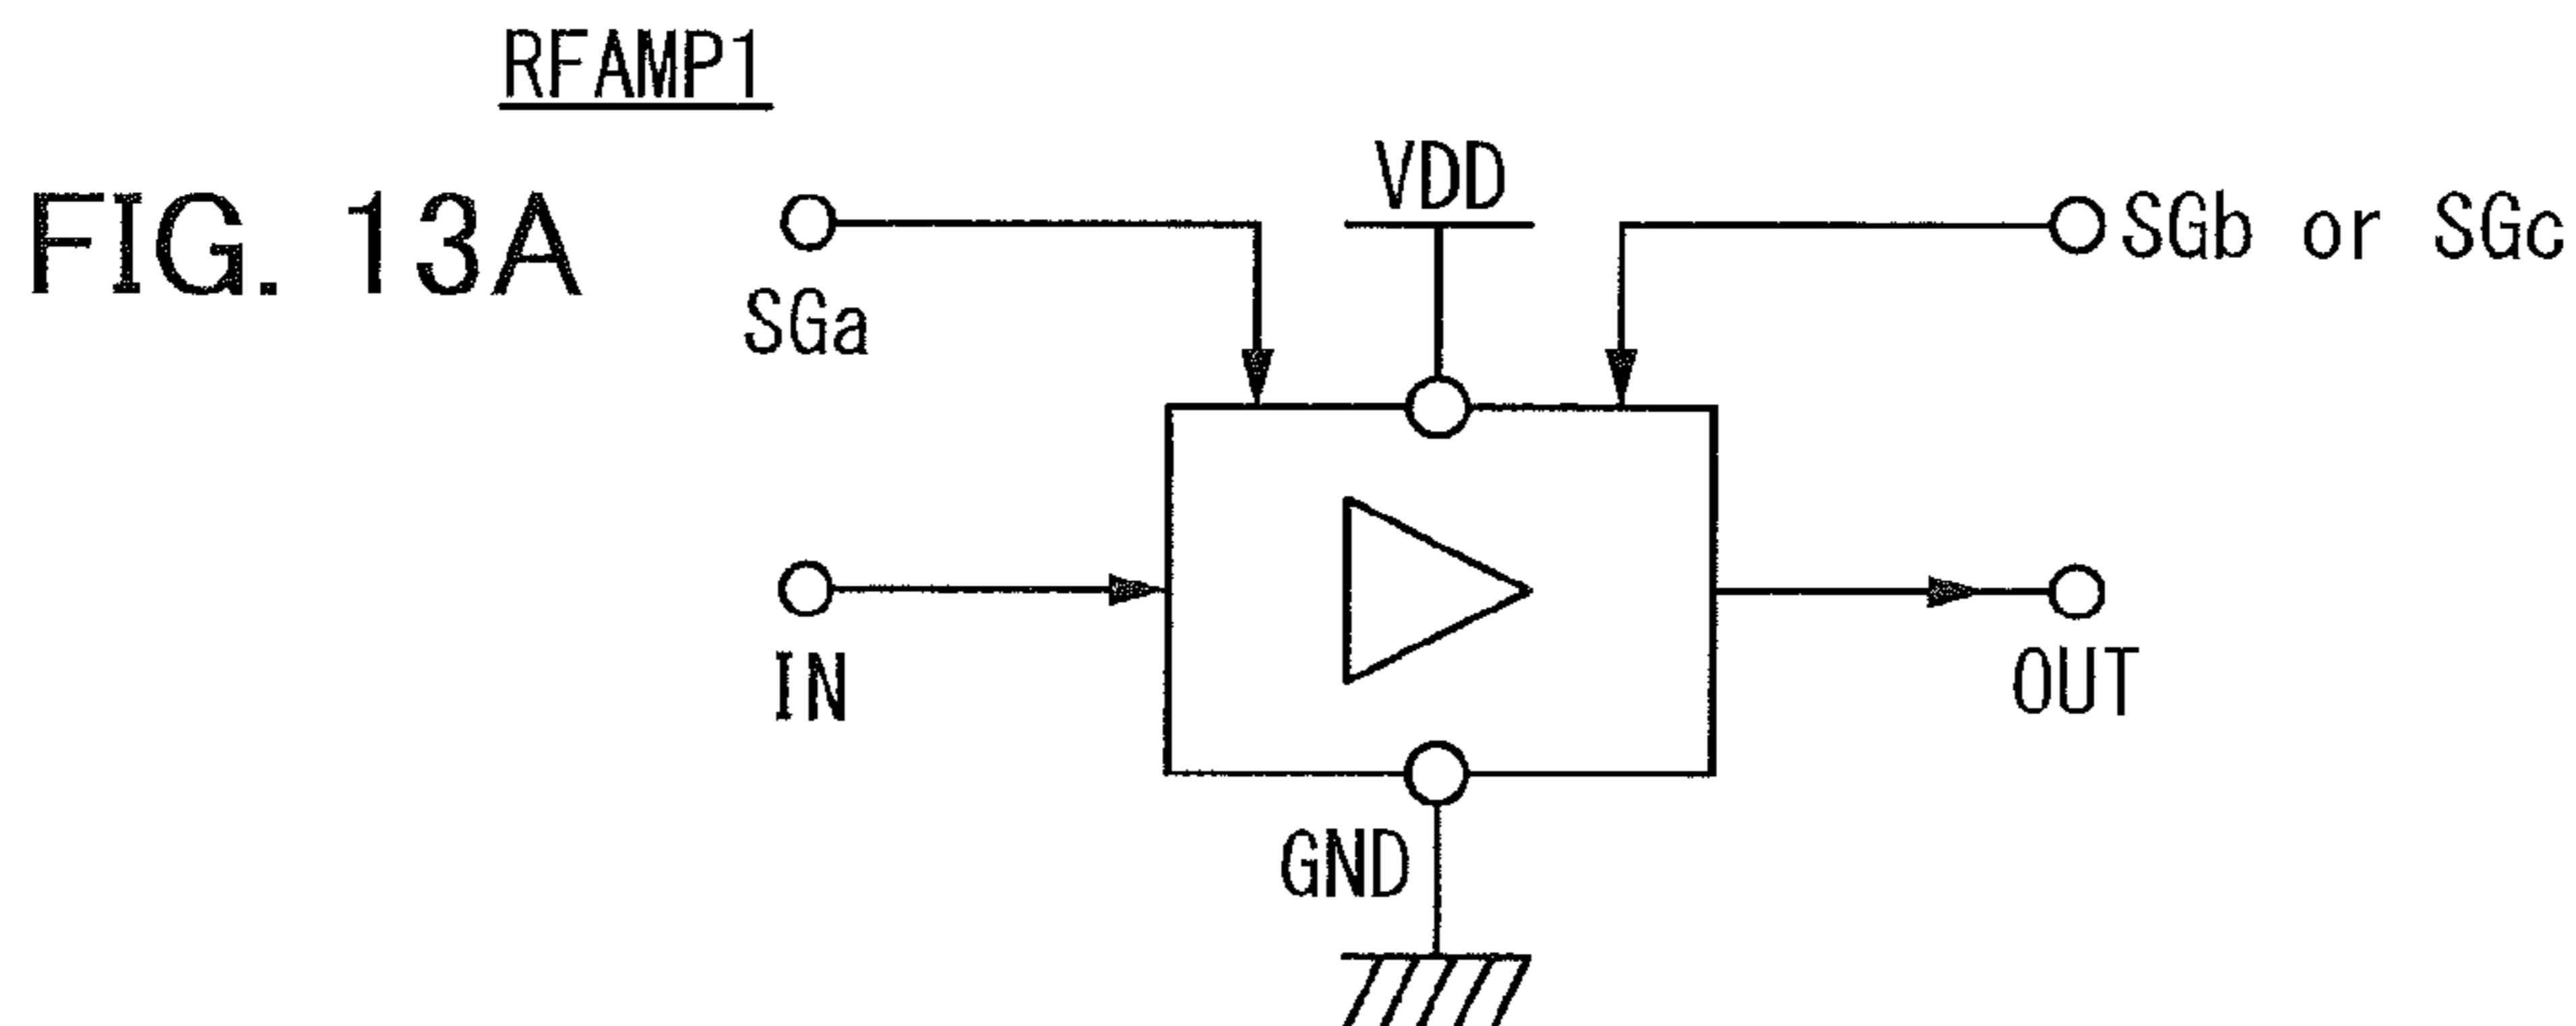 RFAMP1
FIG. 13A
VDD
SGa
SGb or SGc
IN
OUT
GND